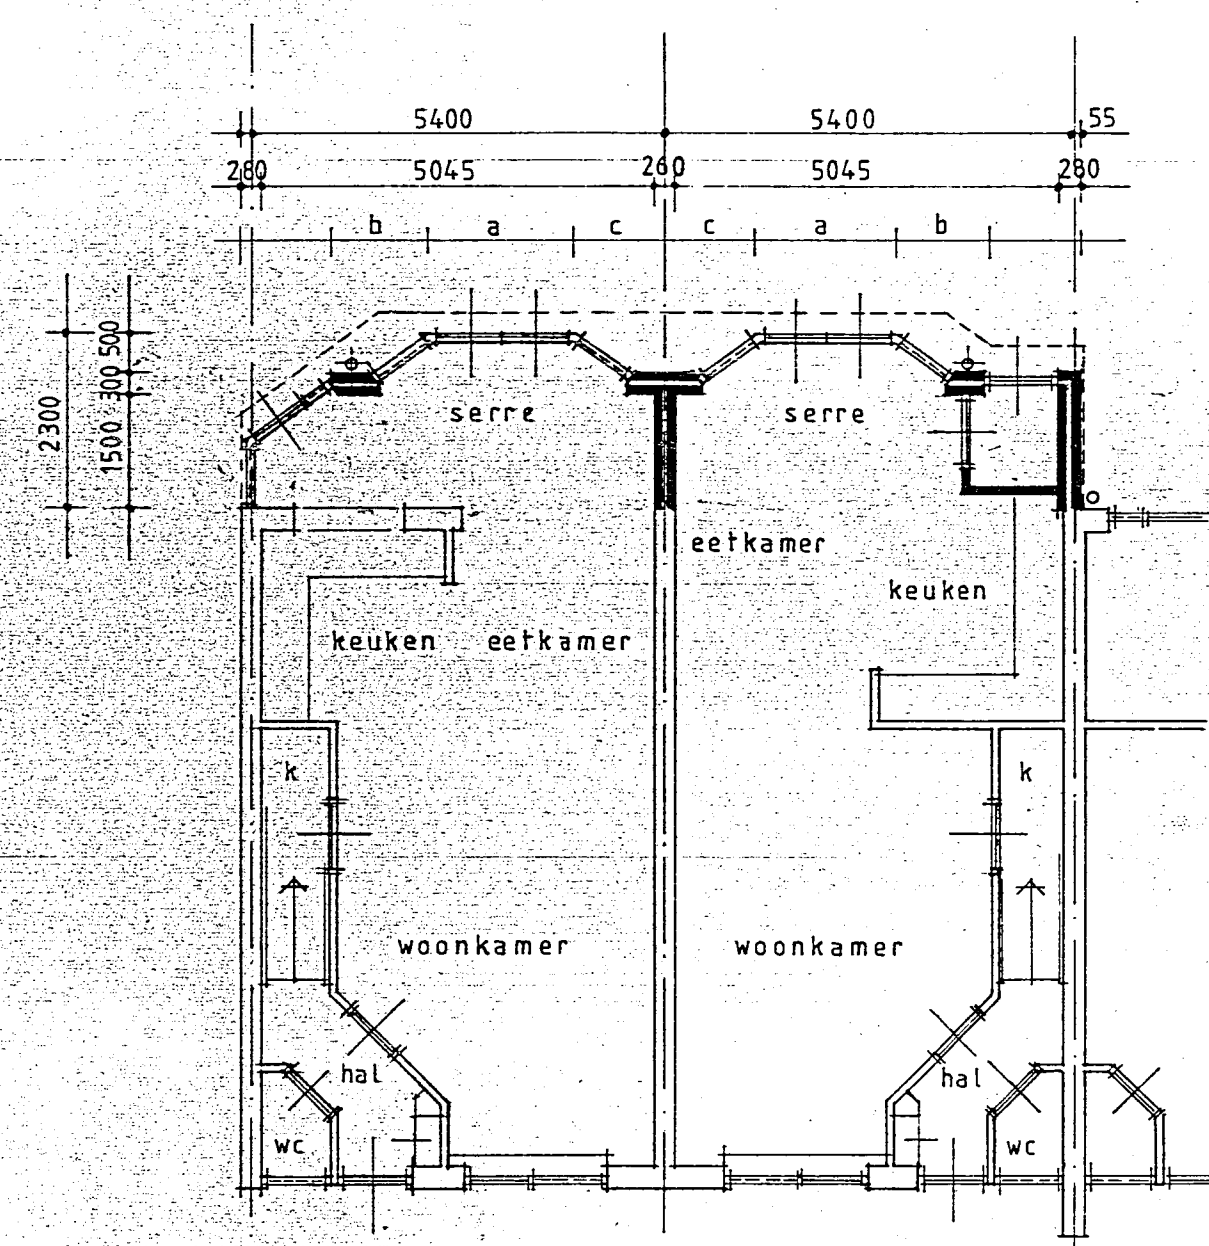 5400 5400 55
280 5045 260 5045 280
b a c c a b
2300 1500 300 500
serre serre
eetkamer
keuken
keuken eetkamer
k k
woonkamer woonkamer
hal hal
wc wc